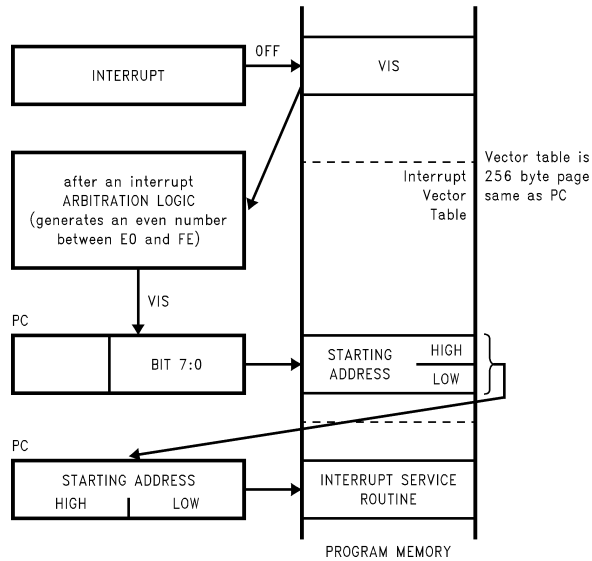 OFF
INTERRUPT
VIS
after an interrupt
ARBITRATION LOGIC
(generates an even number
between E0 and FE)
Interrupt
Vector
Table
Vector table is
256 byte page
same as PC
VIS
PC
BIT 7:0
STARTING
ADDRESS
HIGH
LOW
PC
STARTING ADDRESS
HIGH
LOW
INTERRUPT SERVICE
ROUTINE
PROGRAM MEMORY